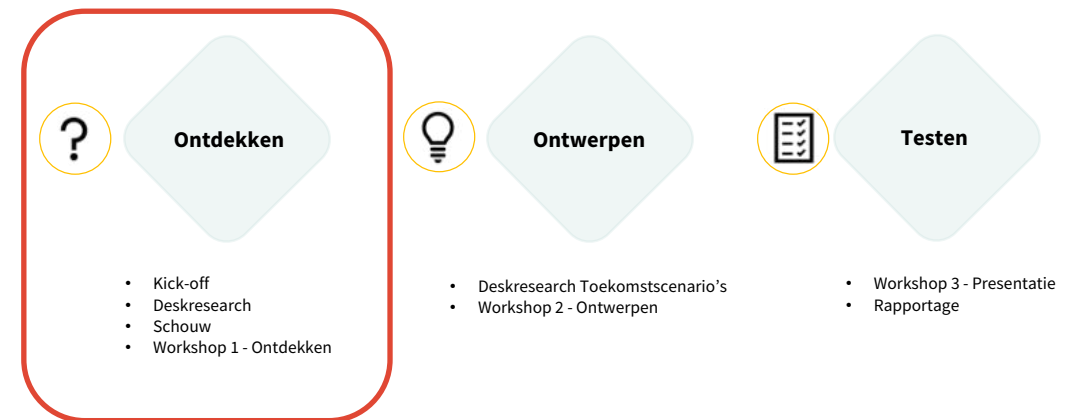 Ontdekken
• Kick-off
• Deskresearch
• Schouw
• Workshop 1 - Ontdekken
Ontwerpen
• Deskresearch Toekomstscenario's
• Workshop 2 - Ontwerpen
Testen
• Workshop 3 - Presentatie
• Rapportage